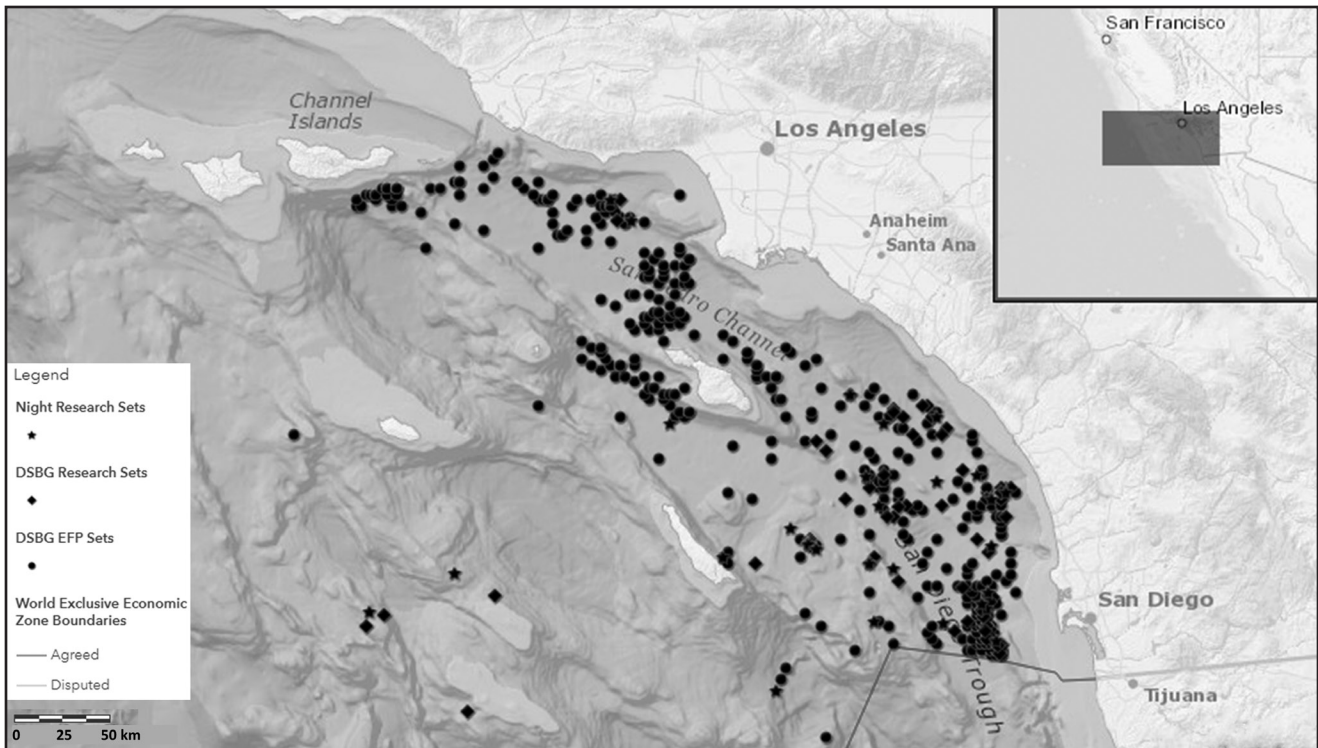 San Francisco
Los Angeles
Channel
Islands
Los Angeles
Anaheim
Santa Ana
San Pedro Channel
Legend
Night Research Sets
DSBG Research Sets
DSBG EFP Sets
World Exclusive Economic
Zone Boundaries
Agreed
Disputed
San Diego
San Diego Trough
Tijuana
0 25 50 km